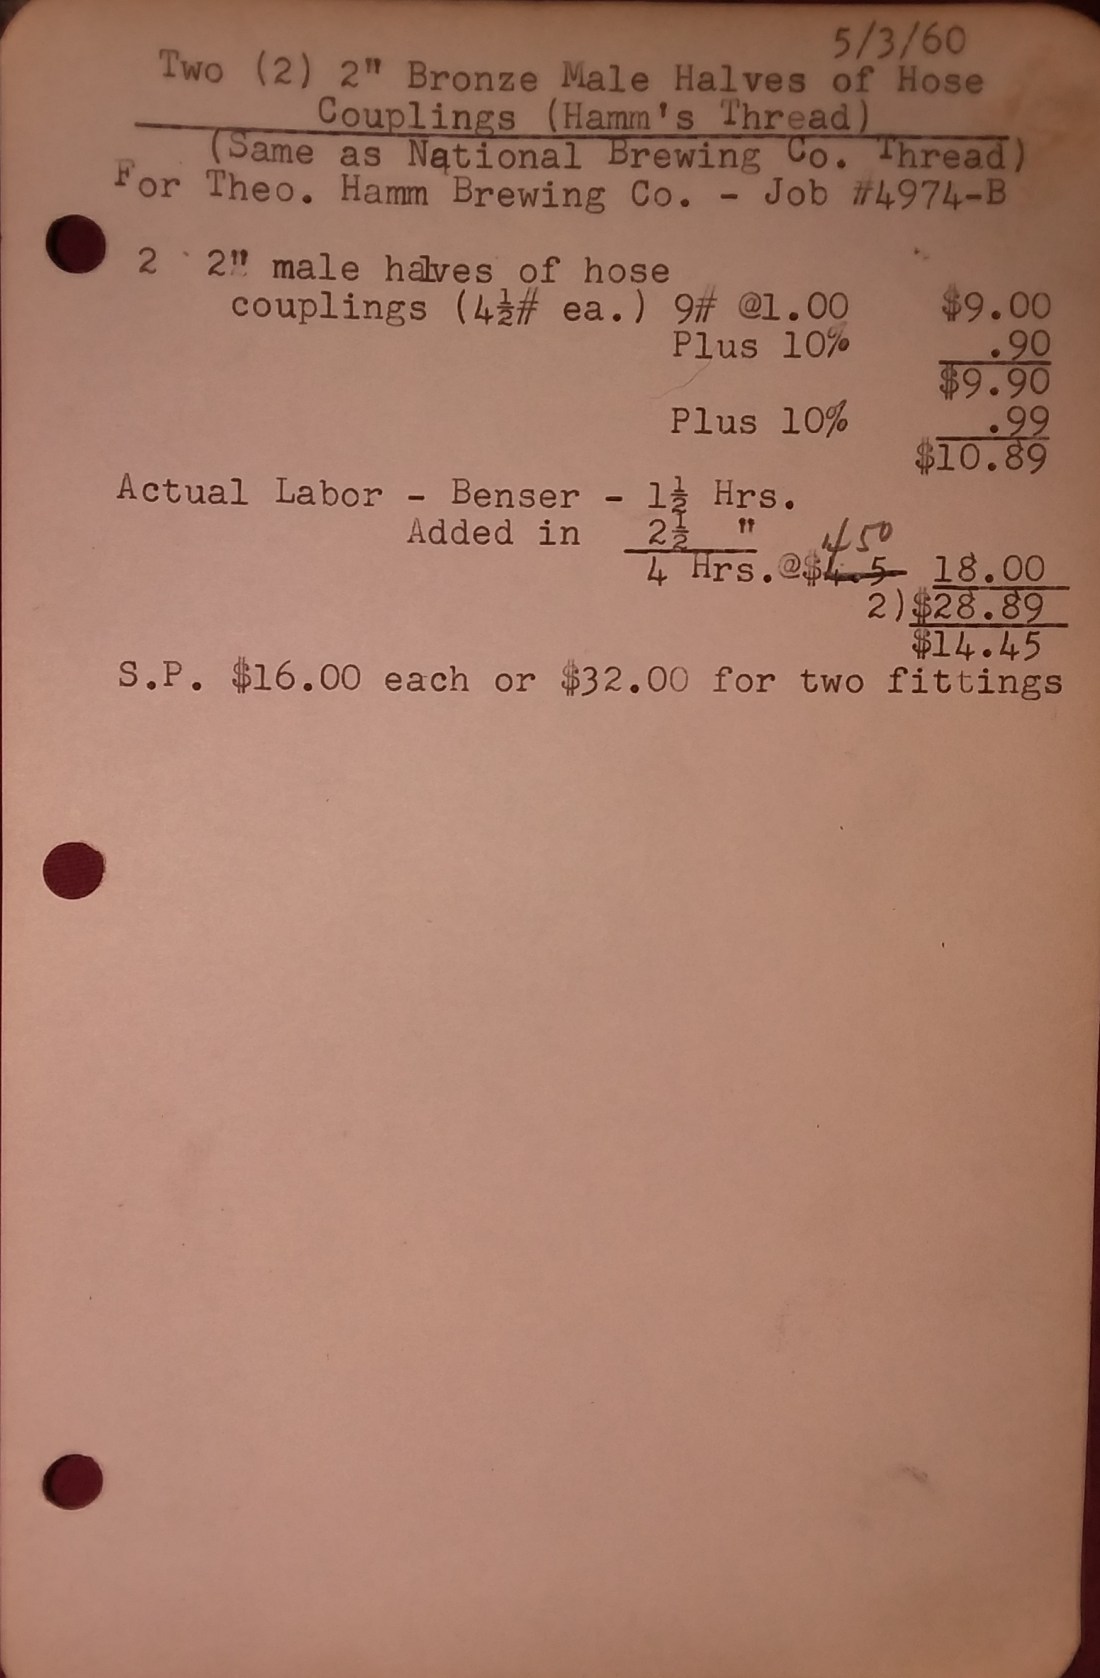 5/3/60
Two (2) 2" Bronze Male Halves of Hose
Couplings (Hamm's Thread)
(Same as National Brewing Co. Thread)
For Theo. Hamm Brewing Co. - Job #4974-B
2 2" male halves of hose
couplings (4½# ea.) 9# @1.00 $9.00
Plus 10% .90
$9.90
Plus 10% .99
$10.89
Actual Labor - Benser - 1½ Hrs.
Added in 2½ "
450
4 Hrs.@$4.5 18.00
2)$28.89
$14.45
S.P. $16.00 each or $32.00 for two fittings